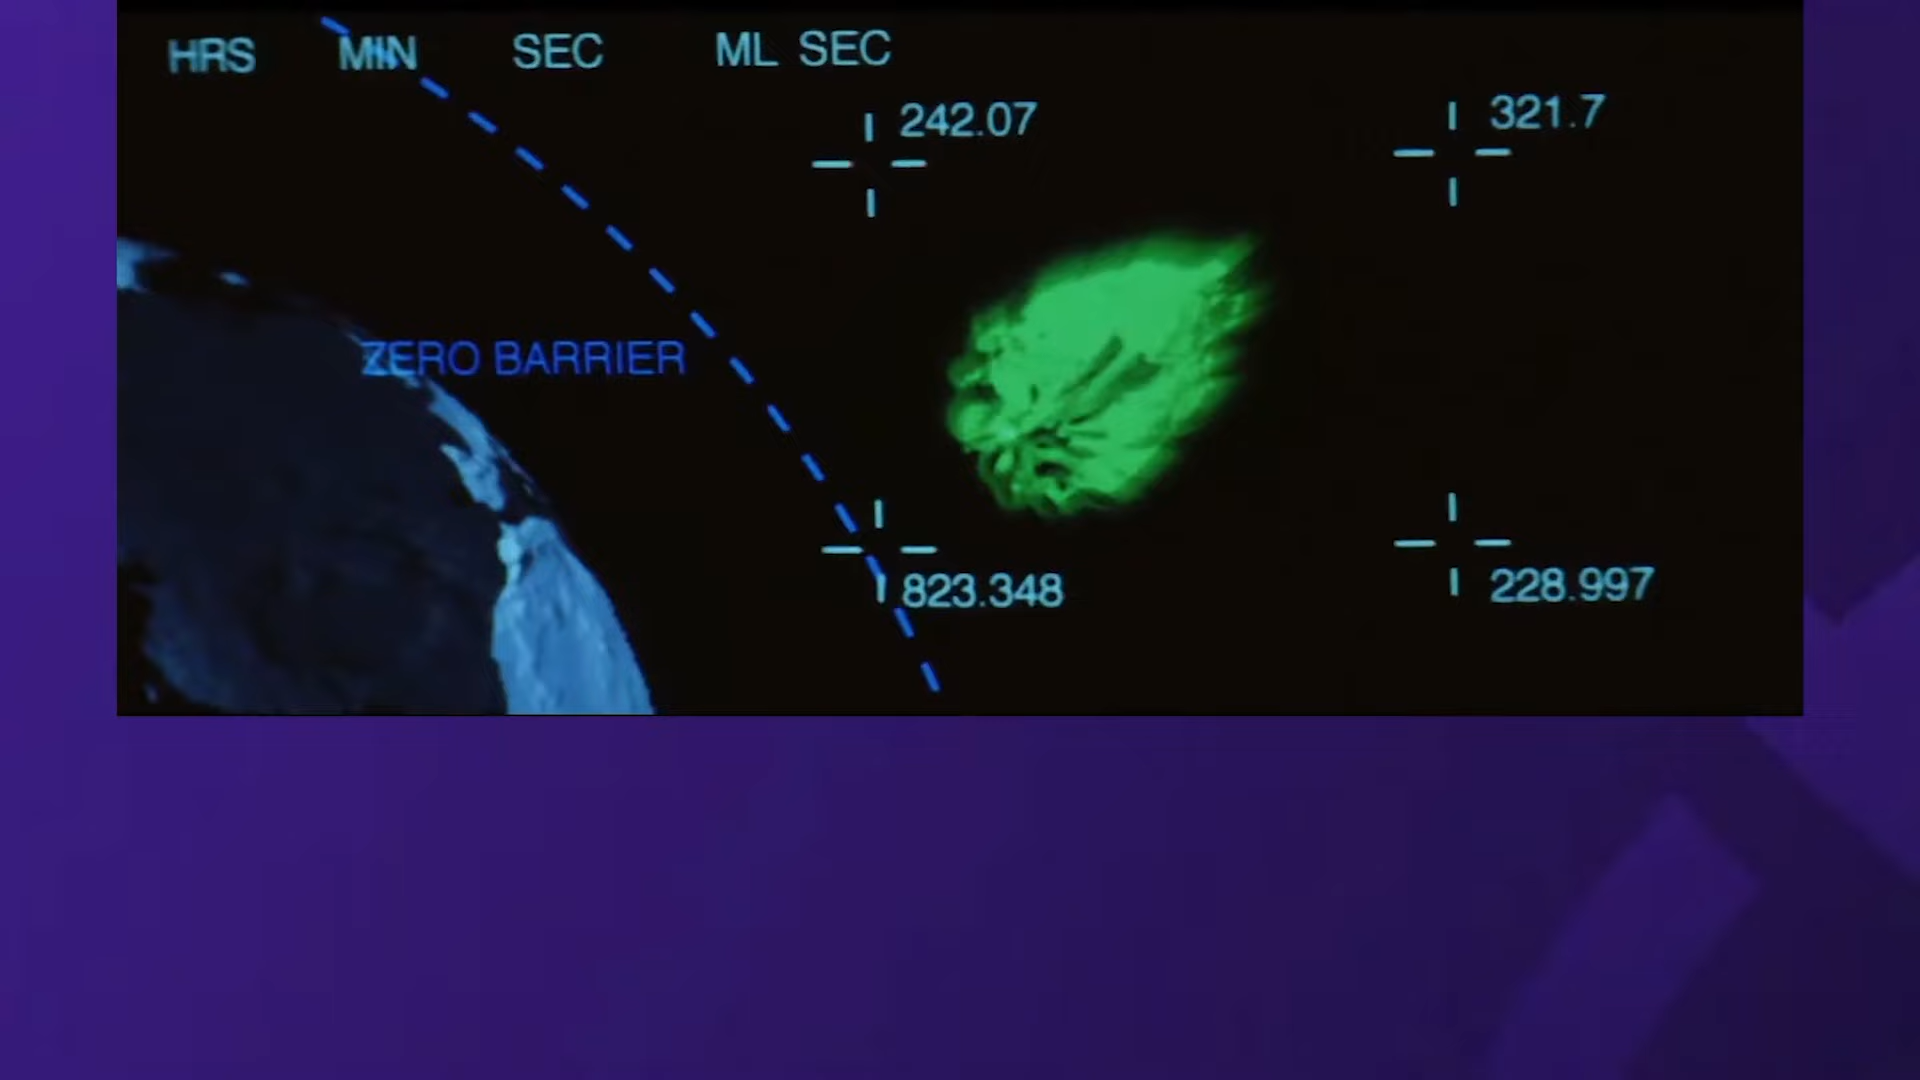 HRS MIN SEC ML SEC
242.07
321.7
ZERO BARRIER
823.348
228.997